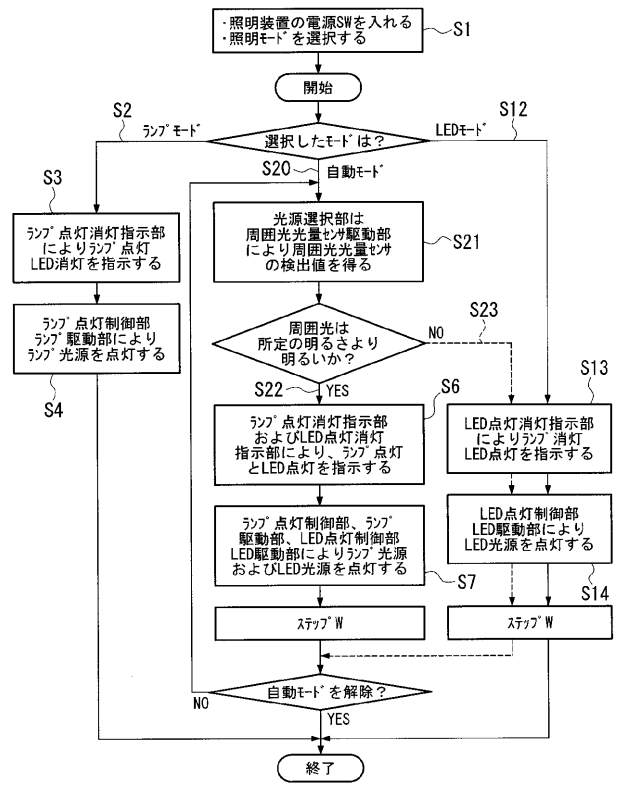 ・照明装置の電源SWを入れる
・照明ﾓｰﾄﾞを選択する
S1
開始
S2
ﾗﾝﾌﾟﾓｰﾄﾞ
選択したﾓｰﾄﾞは？
LEDﾓｰﾄﾞ
S12
S20
自動ﾓｰﾄﾞ
S3
ﾗﾝﾌﾟ点灯消灯指示部
によりﾗﾝﾌﾟ点灯
LED消灯を指示する
光源選択部は
周囲光光量ｾﾝｻ駆動部
により周囲光光量ｾﾝｻ
の検出値を得る
S21
ﾗﾝﾌﾟ点灯制御部
ﾗﾝﾌﾟ駆動部により
ﾗﾝﾌﾟ光源を点灯する
S4
周囲光は
所定の明るさより
明るいか？
NO
S23
S22
YES
S6
ﾗﾝﾌﾟ点灯消灯指示部
およびLED点灯消灯
指示部により、ﾗﾝﾌﾟ点灯
とLED点灯を指示する
S13
LED点灯消灯指示部
によりﾗﾝﾌﾟ消灯
LED点灯を指示する
ﾗﾝﾌﾟ点灯制御部、ﾗﾝﾌﾟ
駆動部、LED点灯制御部
LED駆動部によりﾗﾝﾌﾟ光源
およびLED光源を点灯する
S7
LED点灯制御部
LED駆動部により
LED光源を点灯する
S14
ステップW
ステップW
自動ﾓｰﾄﾞを解除？
NO
YES
終了